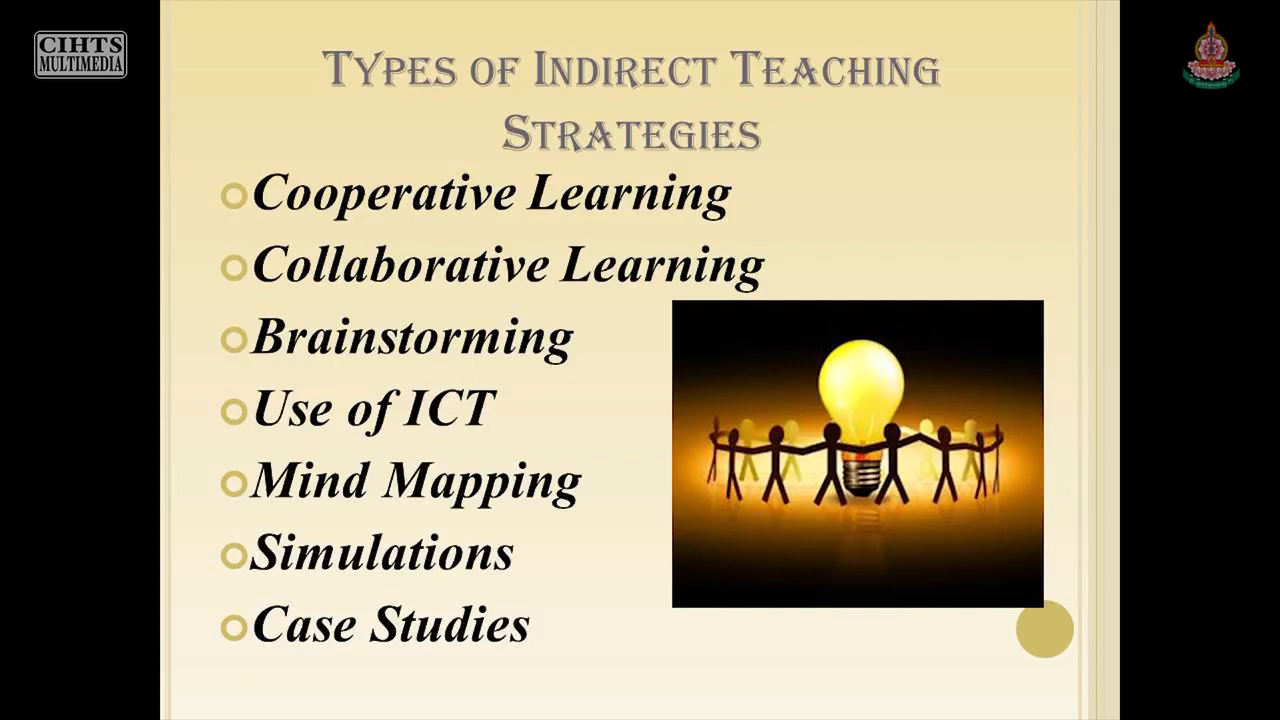 CIHTS
MULTIMEDIA
TYPES OF INDIRECT TEACHING
STRATEGIES
Cooperative Learning
Collaborative Learning
Brainstorming
Use of ICT
Mind Mapping
Simulations
Case Studies